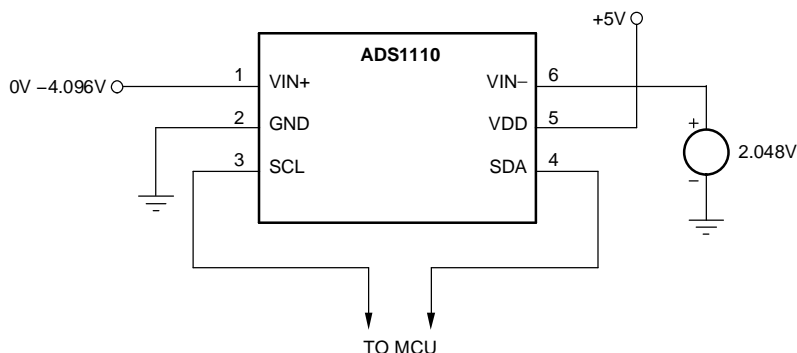 +5V
ADS1110
0V −4.096V
1
VIN+
VIN−
6
2
GND
VDD
5
3
SCL
SDA
4
+
2.048V
−
TO MCU